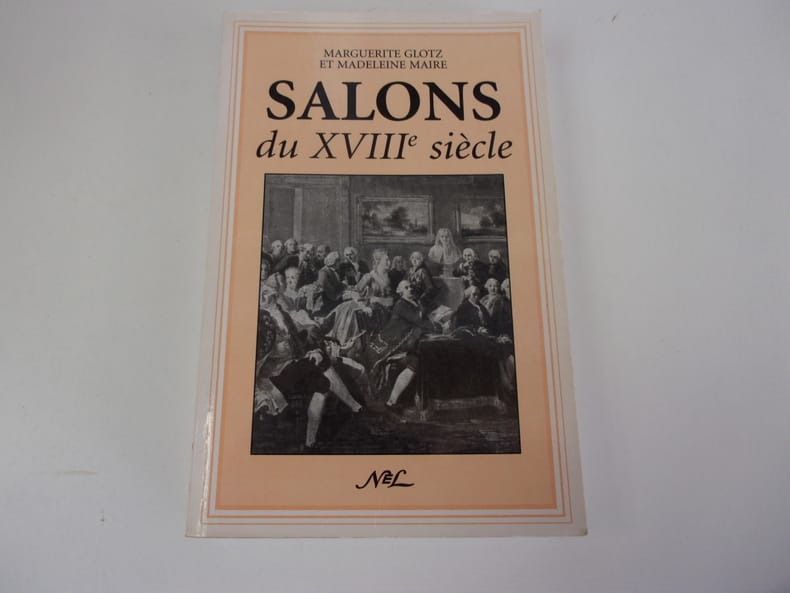 MARGUERITE GLOTZ
ET MADELEINE MAIRE
SALONS
du XVIIIe siècle
NEL